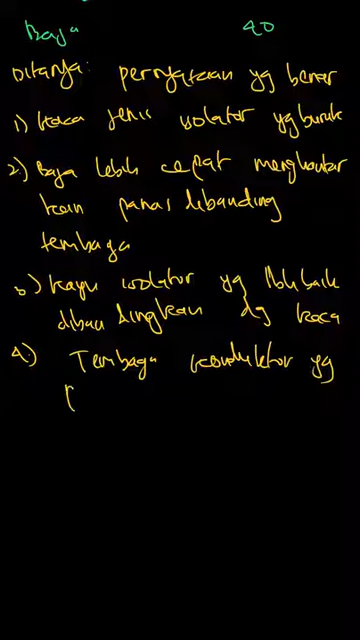 Baja 40
Ditanya: pernyataan yg benar
1) Kaca jenis isolator yg buruk
2) Baja lebih cepat menghantar
kan panas dibanding
tembaga
3) Kayu isolator yg lbh baik
dibandingkan dg kaca
4) Tembaga konduktor yg